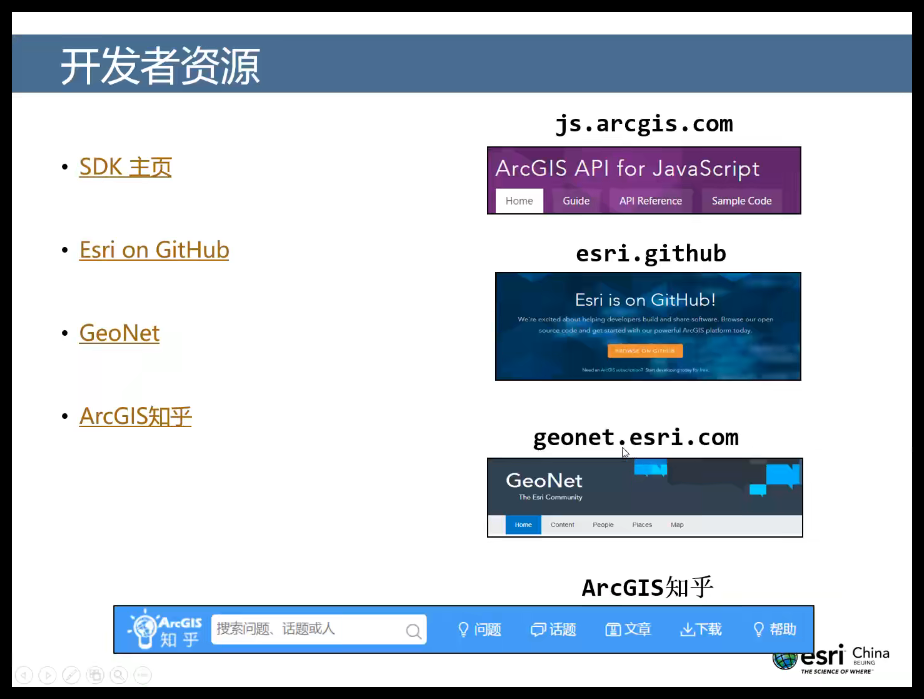 开发者资源
• SDK 主页
• Esri on GitHub
• GeoNet
• ArcGIS知乎
js.arcgis.com
ArcGIS API for JavaScript
Home Guide API Reference Sample Code
esri.github
Esri is on GitHub!
We're excited about helping developers build and share software. Browse our open
source code and get started with our powerful ArcGIS platform today.
BROWSE ON GITHUB
Need an ArcGIS subscription? Start developing today for free.
geonet.esri.com
GeoNet
The Esri Community
Home Content People Places Map
ArcGIS知乎
ArcGIS
知乎
搜索问题、话题或人
问题 话题 文章 下载 帮助
esri China
BEIJING
THE SCIENCE OF WHERE™